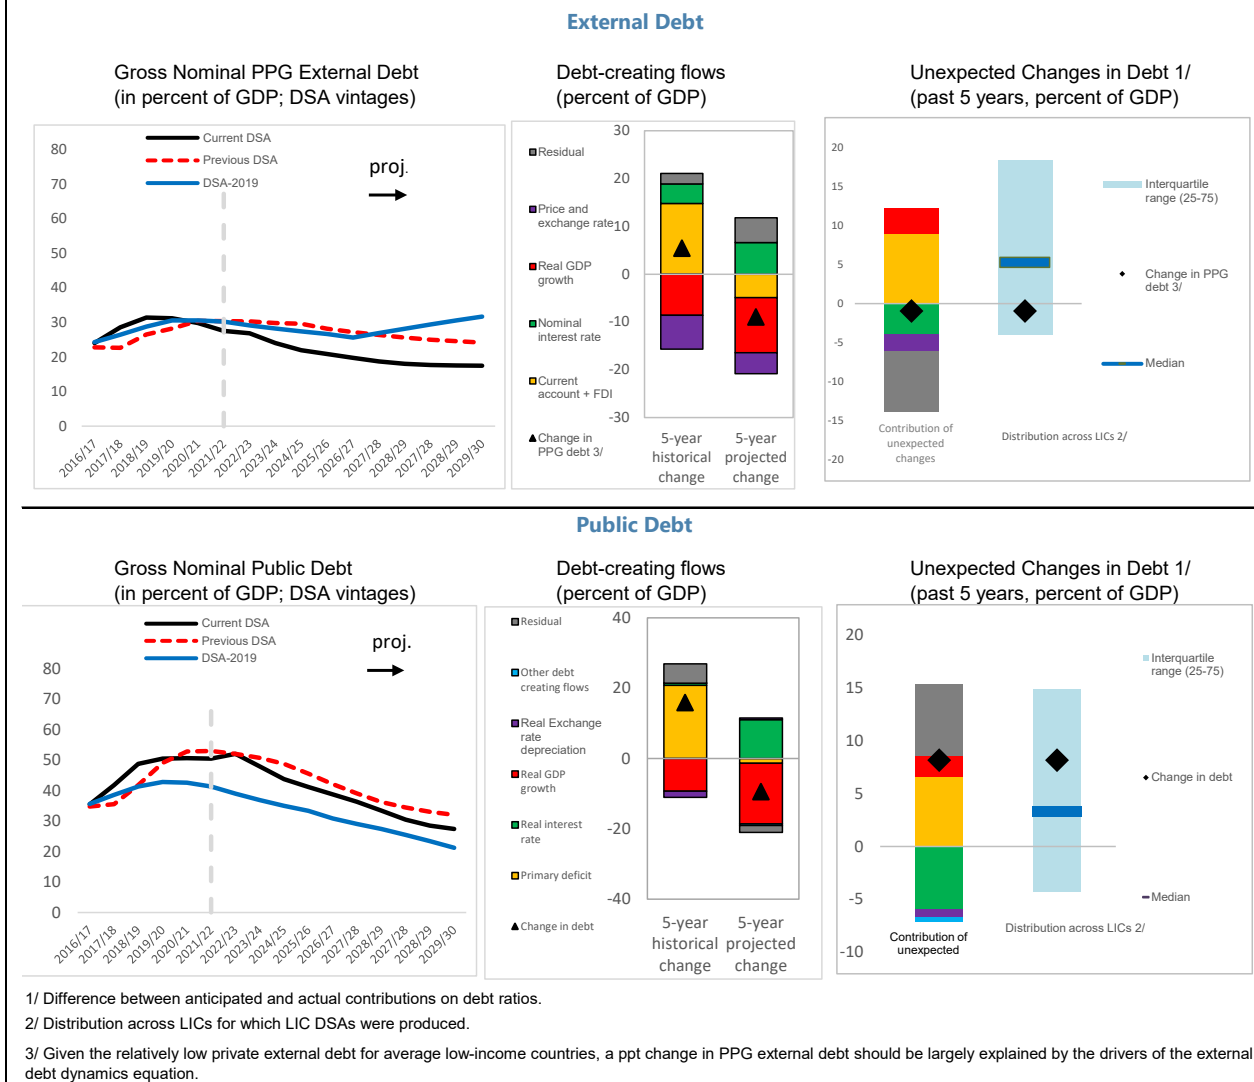 External Debt
Gross Nominal PPG External Debt
(in percent of GDP; DSA vintages)
Current DSA
Previous DSA
DSA-2019
proj.
80
70
60
50
40
30
20
10
0
2016/17
2017/18
2018/19
2019/20
2020/21
2021/22
2022/23
2023/24
2024/25
2025/26
2026/27
2027/28
2028/29
2027/28
2028/29
2029/30
Debt-creating flows
(percent of GDP)
Residual
Price and
exchange rate
Real GDP
growth
Nominal
interest rate
Current
account + FDI
Change in
PPG debt 3/
30
20
10
0
-10
-20
-30
5-year
historical
change
5-year
projected
change
Unexpected Changes in Debt 1/
(past 5 years, percent of GDP)
20
15
10
5
0
-5
-10
-15
-20
Contribution of
unexpected
changes
Distribution across LICs 2/
Interquartile
range (25-75)
Change in PPG
debt 3/
Median
Public Debt
Gross Nominal Public Debt
(in percent of GDP; DSA vintages)
Current DSA
Previous DSA
DSA-2019
proj.
80
70
60
50
40
30
20
10
0
2016/17
2017/18
2018/19
2019/20
2020/21
2021/22
2022/23
2023/24
2024/25
2025/26
2026/27
2027/28
2028/29
2027/28
2028/29
2029/30
Debt-creating flows
(percent of GDP)
Residual
Other debt
creating flows
Real Exchange
rate
depreciation
Real GDP
growth
Real interest
rate
Primary deficit
Change in debt
40
20
0
-20
-40
5-year
historical
change
5-year
projected
change
Unexpected Changes in Debt 1/
(past 5 years, percent of GDP)
20
15
10
5
0
-5
-10
Contribution of
unexpected
Distribution across LICs 2/
Interquartile
range (25-75)
Change in debt
Median
1/ Difference between anticipated and actual contributions on debt ratios.
2/ Distribution across LICs for which LIC DSAs were produced.
3/ Given the relatively low private external debt for average low-income countries, a ppt change in PPG external debt should be largely explained by the drivers of the external
debt dynamics equation.